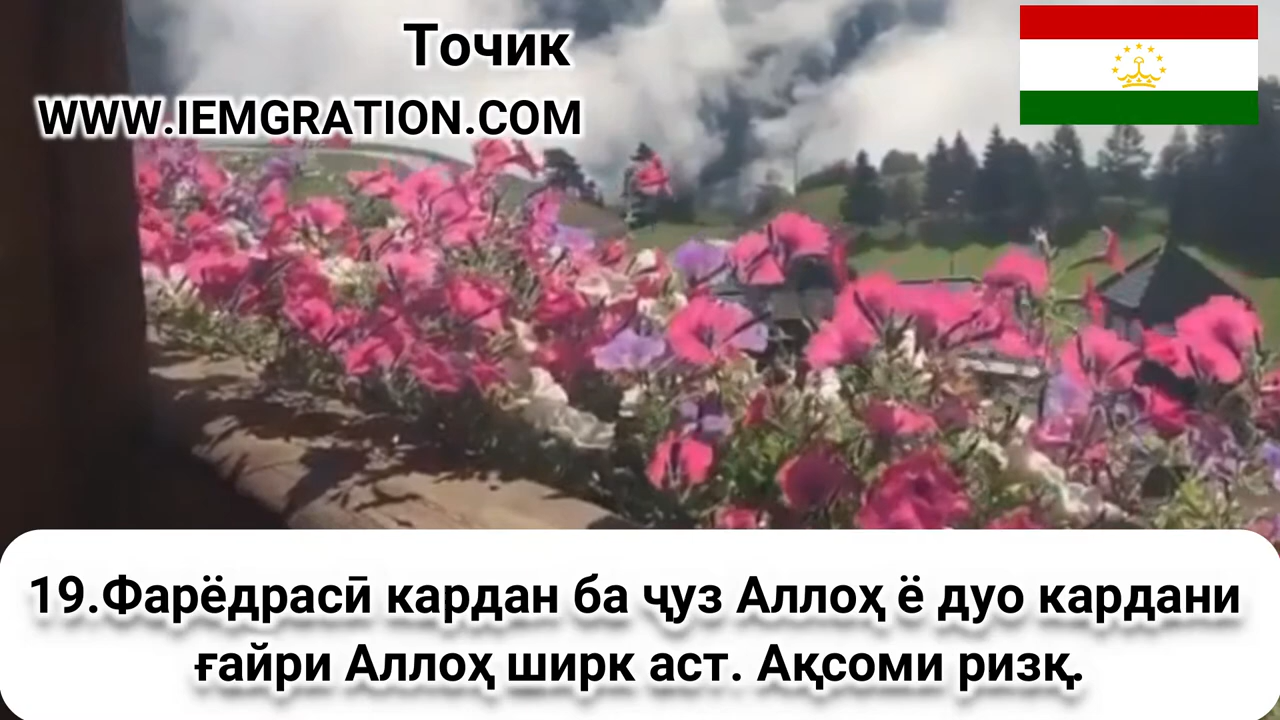 Точик
WWW.IEMGRATION.COM
19.Фарёдрасӣ кардан ба ҷуз Аллоҳ ё дуо кардани
ғайри Аллоҳ ширк аст. Ақсоми ризқ.